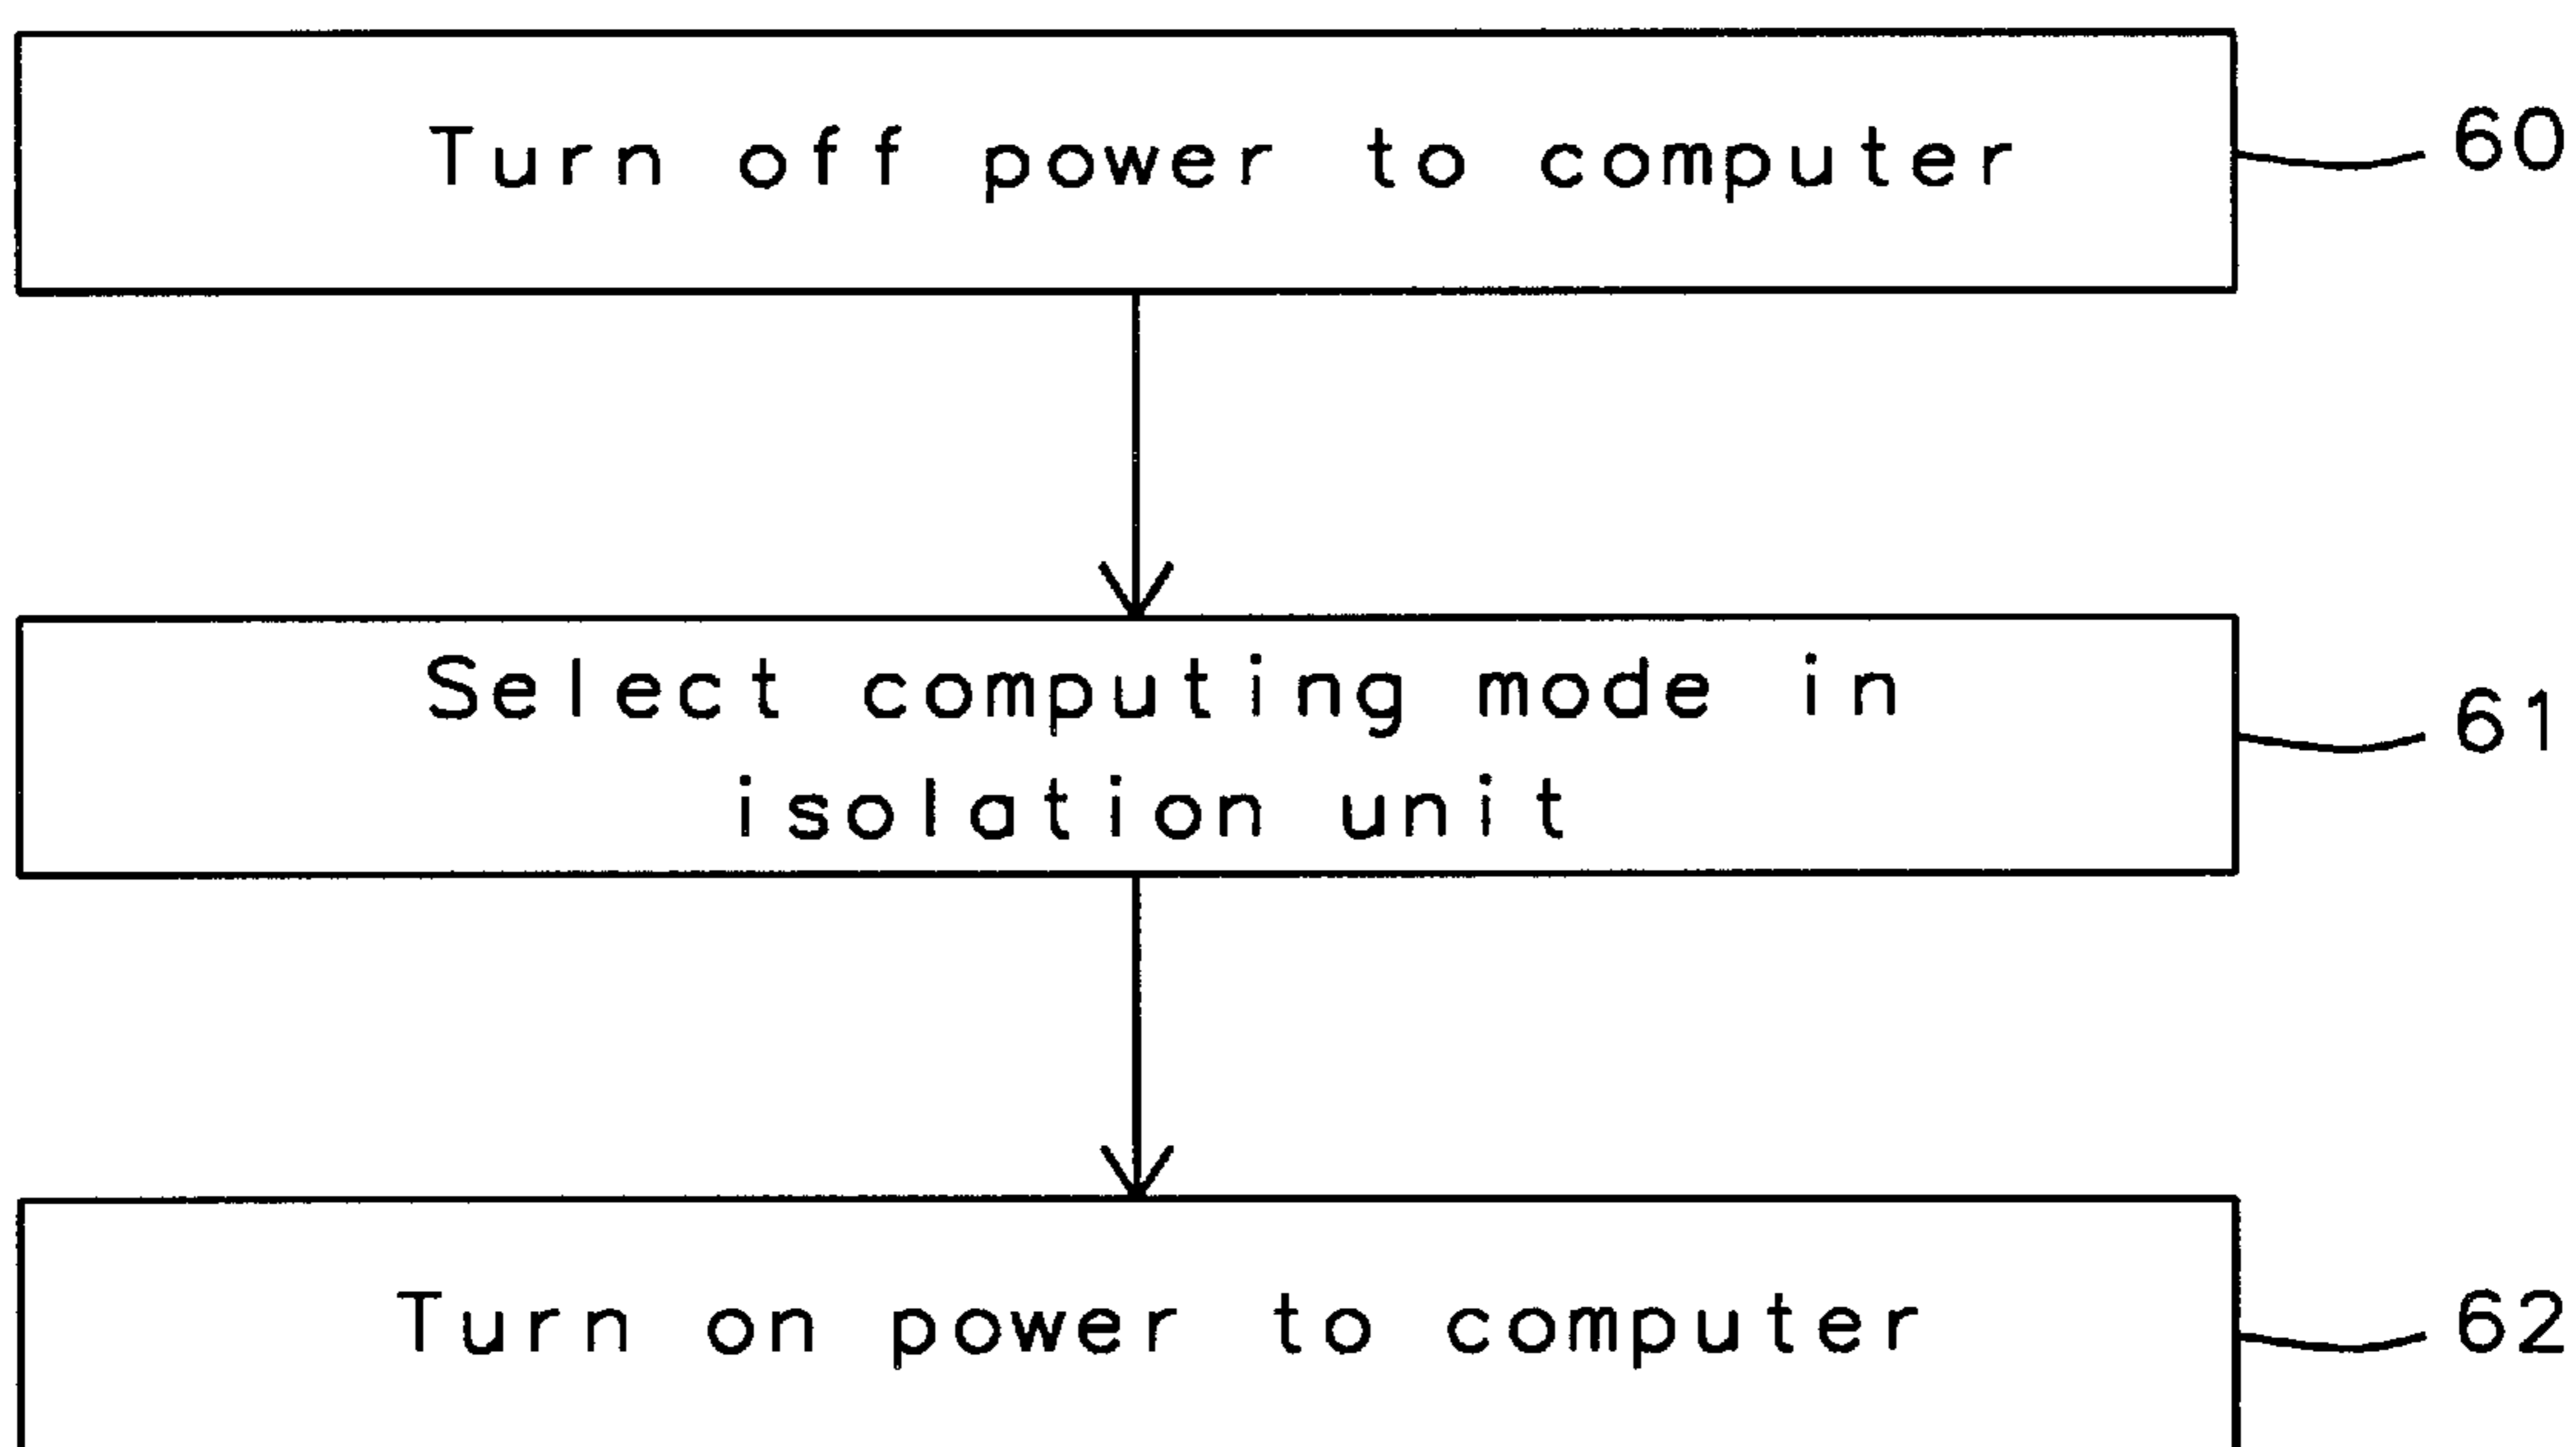 Turn off power to computer
60
Select computing mode in
isolation unit
61
Turn on power to computer
62